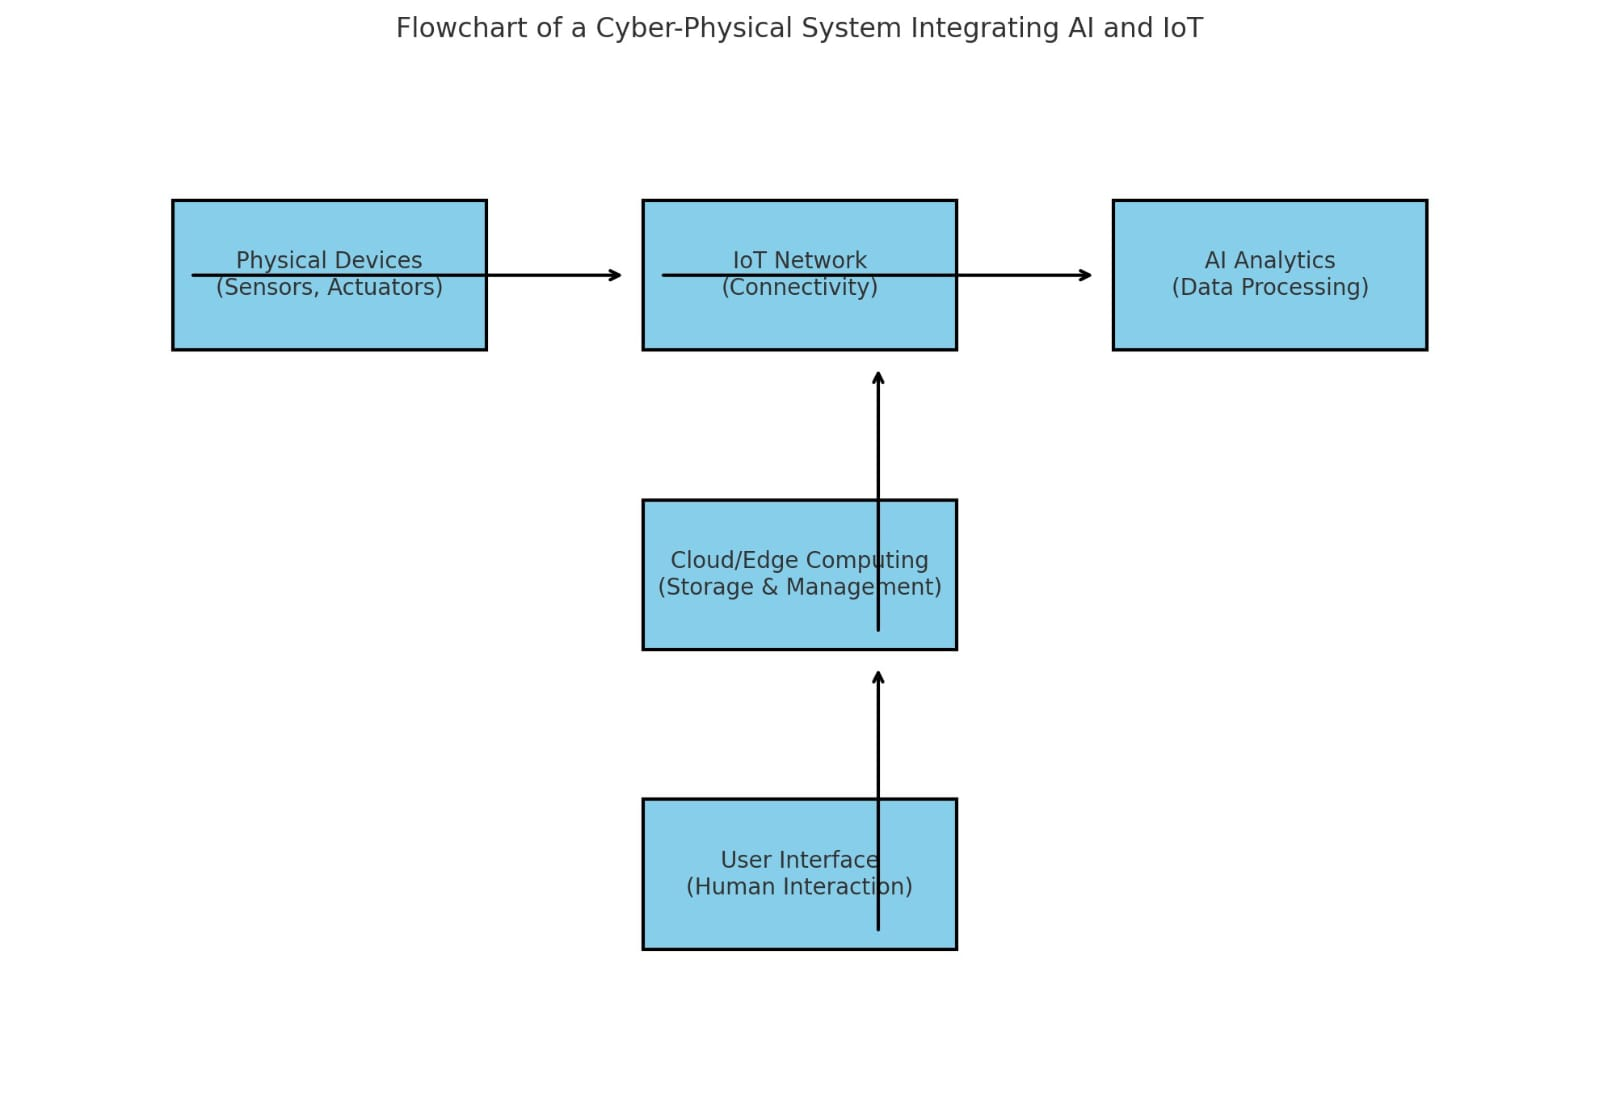 Flowchart of a Cyber-Physical System Integrating AI and IoT
Physical Devices
(Sensors, Actuators)
IoT Network
(Connectivity)
AI Analytics
(Data Processing)
Cloud/Edge Computing
(Storage & Management)
User Interface
(Human Interaction)